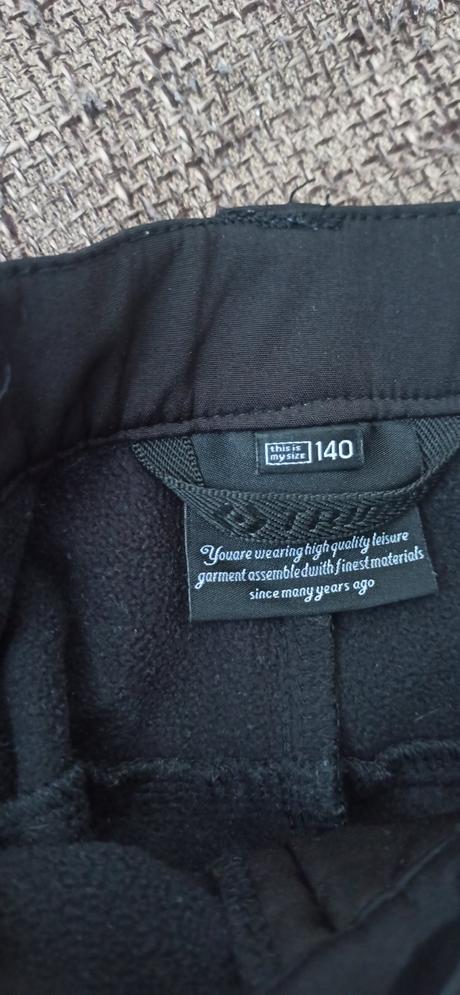 this is
my size 140
Youare wearing high quality leisure
garment assembledwith finest materials
since many years ago